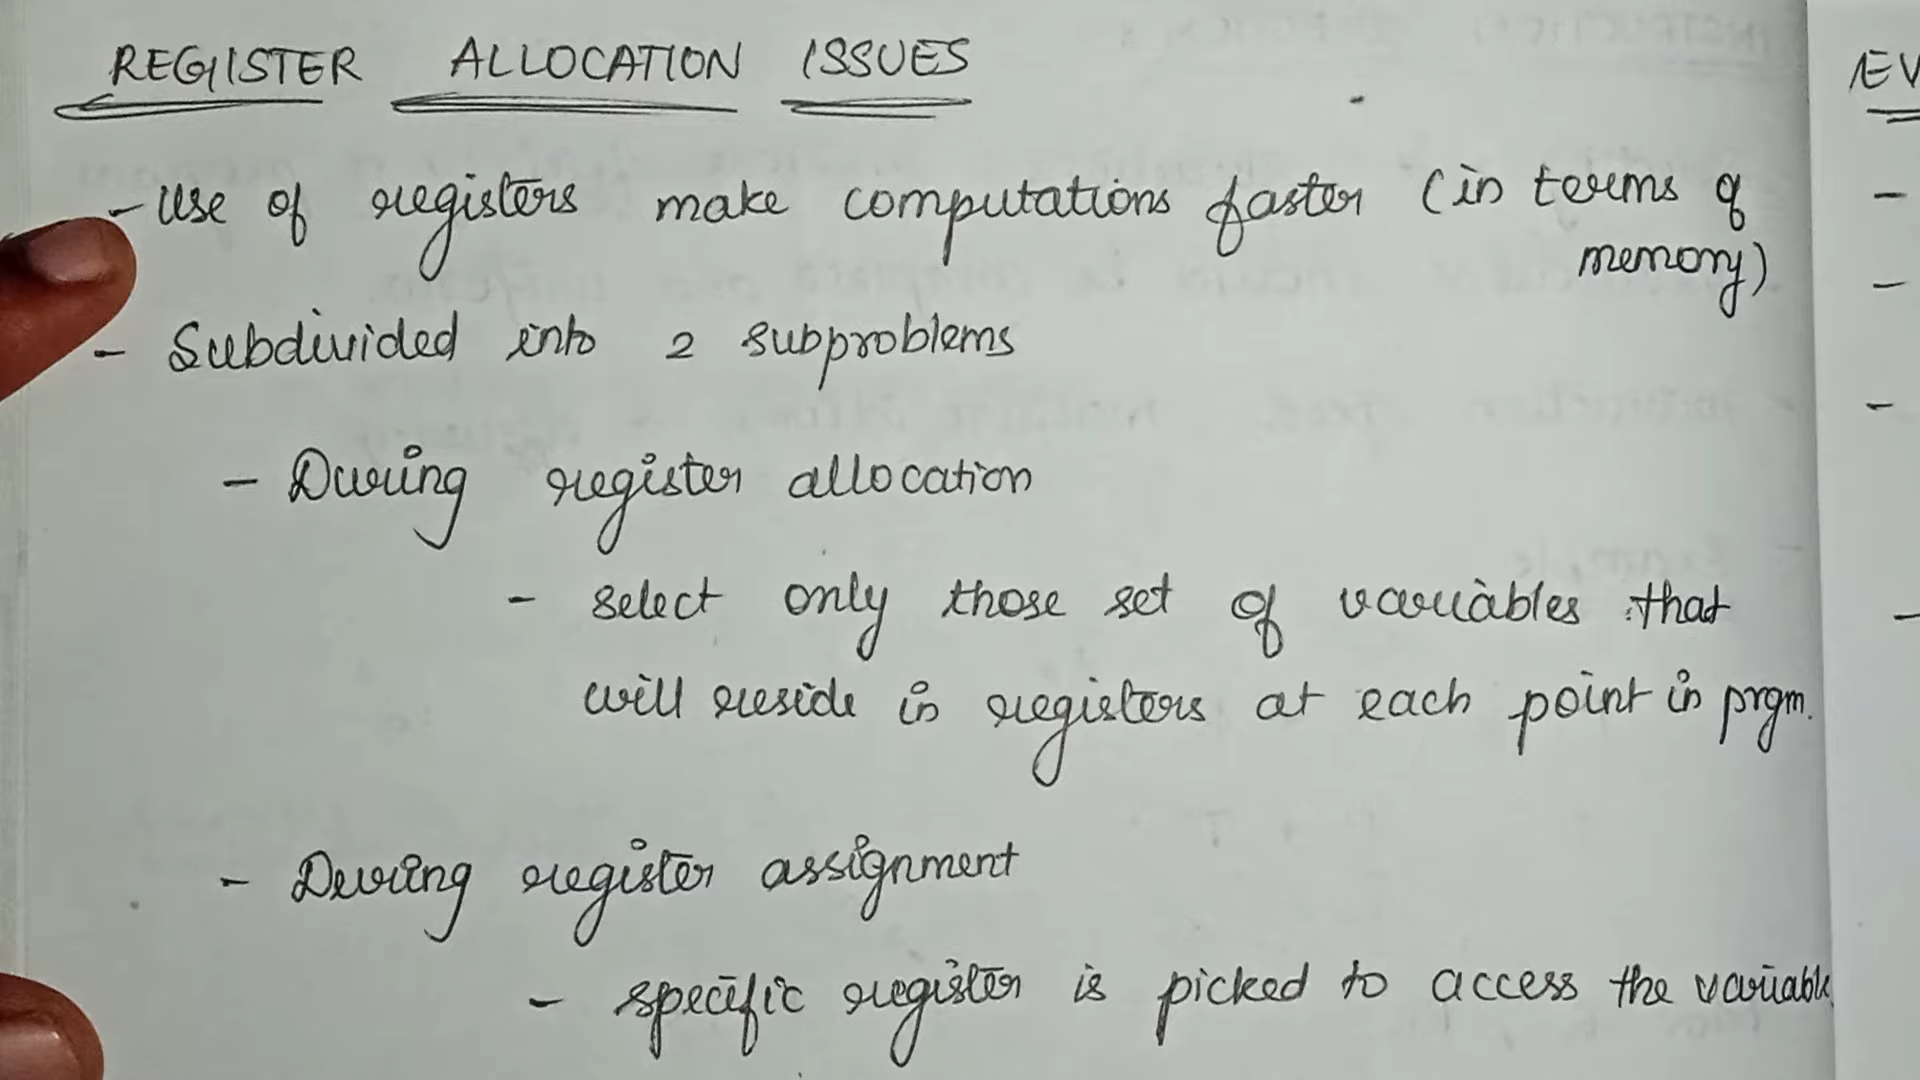 REGISTER ALLOCATION ISSUES
- Use of registers make computations faster (in terms of
memory)
- Subdivided into 2 subproblems
- During register allocation
- select only those set of variables that
will reside in registers at each point in prgm.
- During register assignment
- specific register is picked to access the variable
EV